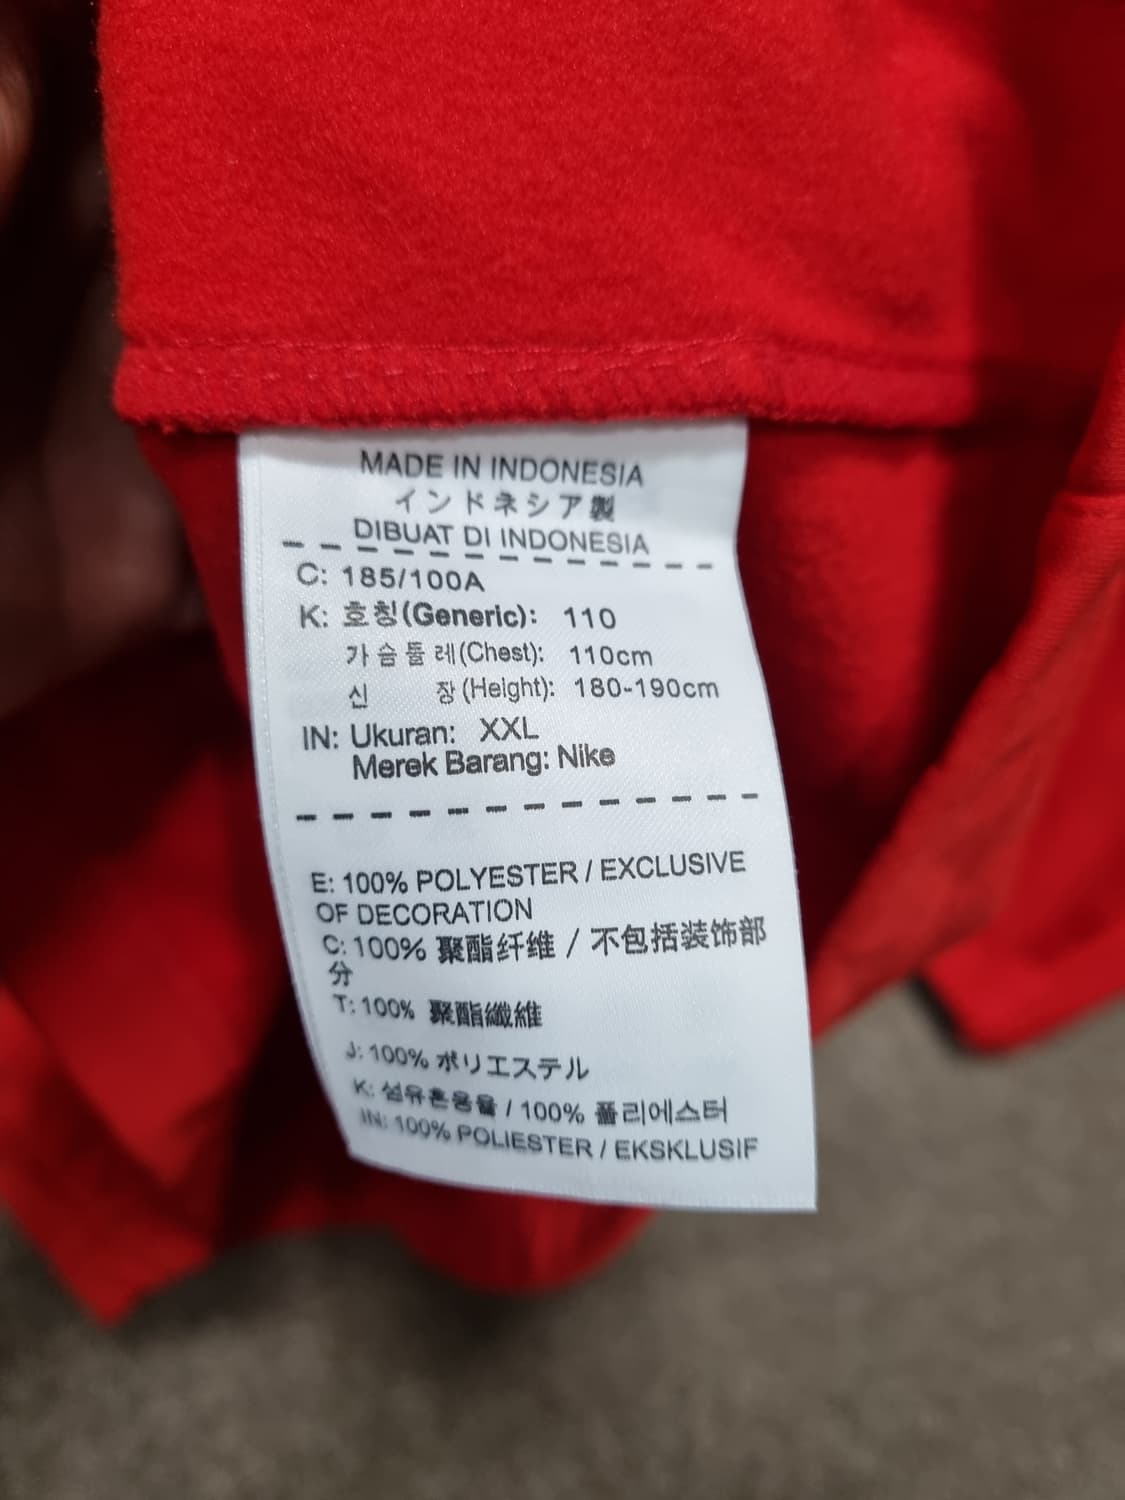 MADE IN INDONESIA
インドネシア製
DIBUAT DI INDONESIA
C: 185/100A
K: 호칭(Generic): 110
가슴둘레(Chest): 110cm
신 장(Height): 180-190cm
IN: Ukuran: XXL
Merek Barang: Nike
E: 100% POLYESTER / EXCLUSIVE
OF DECORATION
C: 100% 聚酯纤维 / 不包括装饰部
分
T: 100% 聚酯纖維
J: 100% ポリエステル
K: 섬유혼용율 / 100% 폴리에스터
IN: 100% POLIESTER / EKSKLUSIF